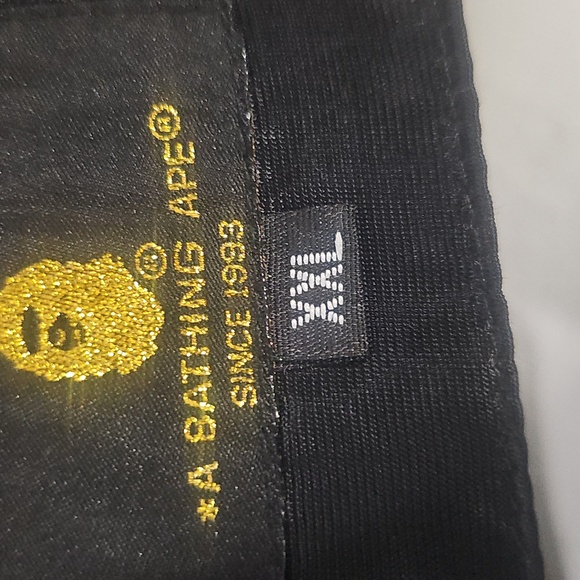 ®
*A BATHING APE®
SINCE 1993
XXL